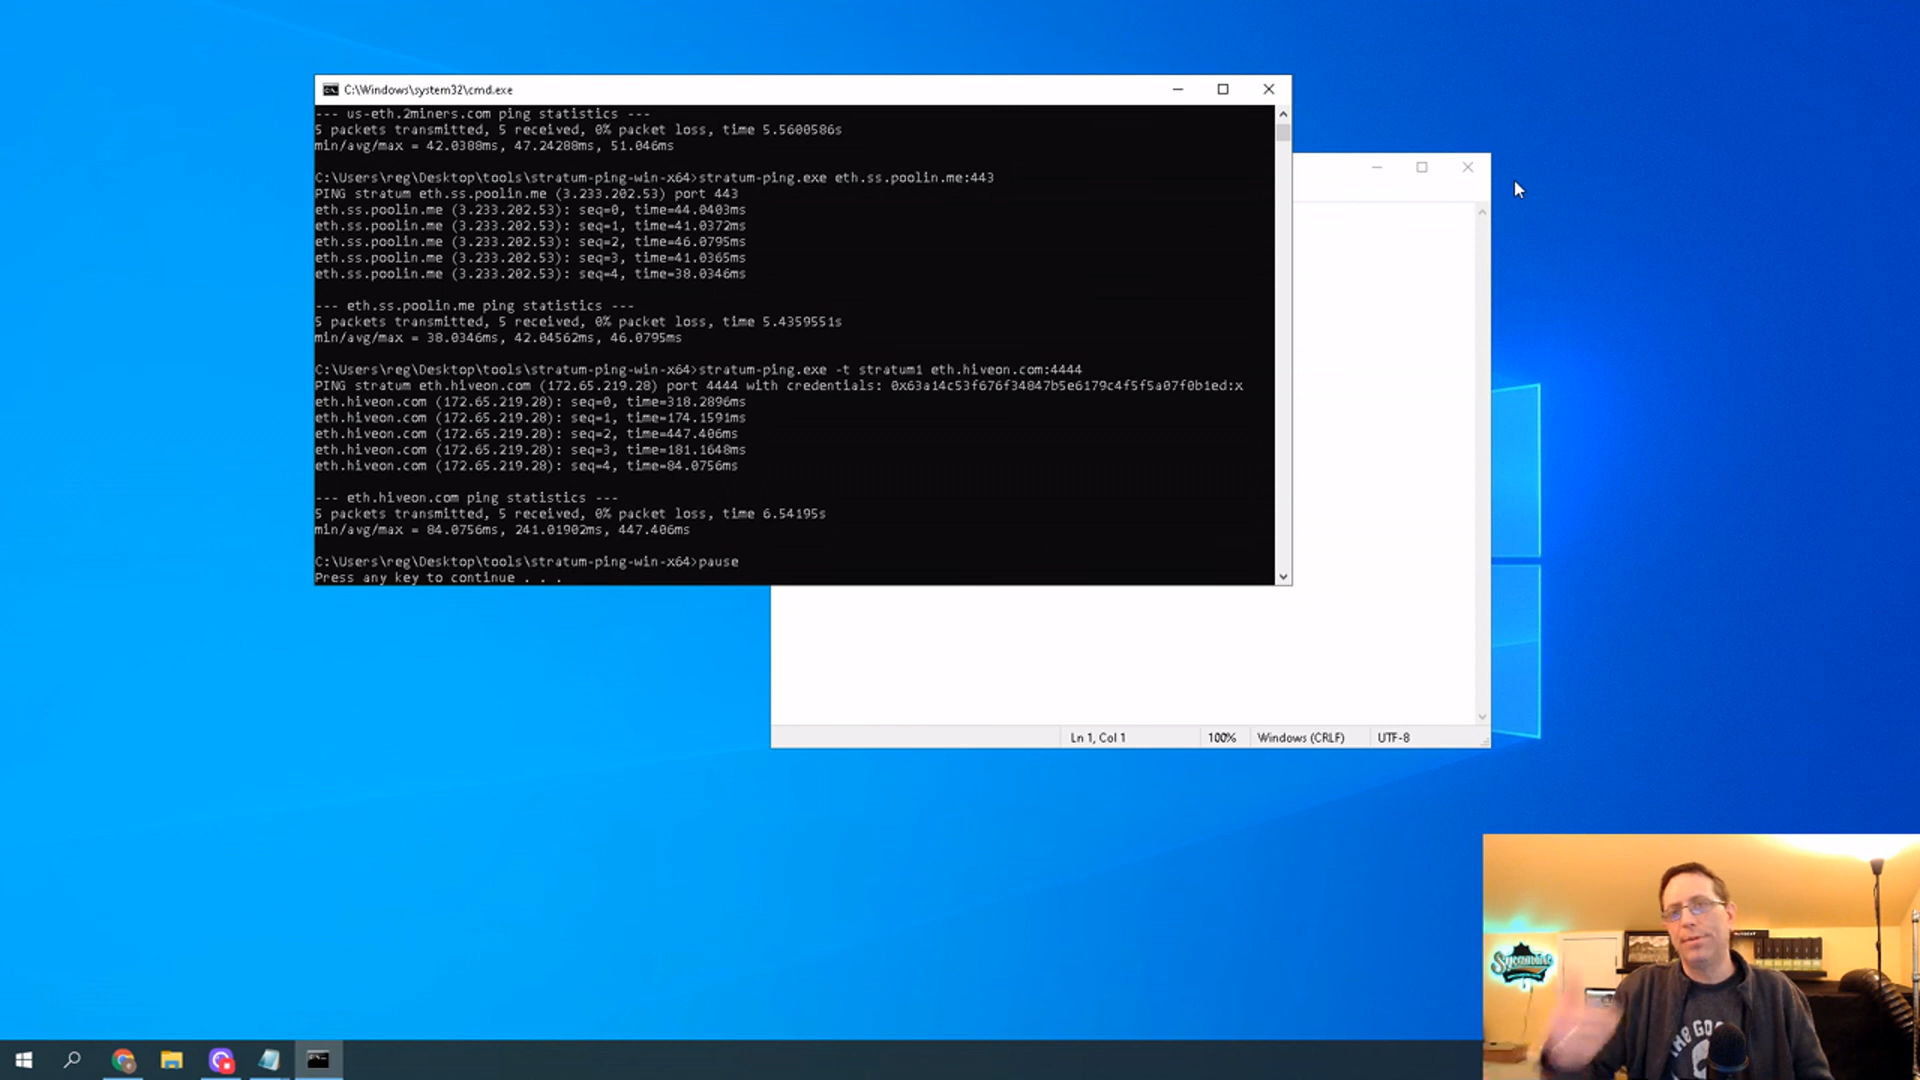 C:\Windows\system32\cmd.exe
--- us-eth.2miners.com ping statistics ---
5 packets transmitted, 5 received, 0% packet loss, time 5.5600586s
min/avg/max = 42.0388ms, 47.24288ms, 51.046ms
C:\Users\reg\Desktop\tools\stratum-ping-win-x64>stratum-ping.exe eth.ss.poolin.me:443
PING stratum eth.ss.poolin.me (3.233.202.53) port 443
eth.ss.poolin.me (3.233.202.53): seq=0, time=44.0403ms
eth.ss.poolin.me (3.233.202.53): seq=1, time=41.0372ms
eth.ss.poolin.me (3.233.202.53): seq=2, time=46.0795ms
eth.ss.poolin.me (3.233.202.53): seq=3, time=41.0365ms
eth.ss.poolin.me (3.233.202.53): seq=4, time=38.0346ms
--- eth.ss.poolin.me ping statistics ---
5 packets transmitted, 5 received, 0% packet loss, time 5.4359551s
min/avg/max = 38.0346ms, 42.04562ms, 46.0795ms
C:\Users\reg\Desktop\tools\stratum-ping-win-x64>stratum-ping.exe -t stratum1 eth.hiveon.com:4444
PING stratum eth.hiveon.com (172.65.219.28) port 4444 with credentials: 0x63a14c53f676f34847b5e6179c4f5f5a07f0b1ed:x
eth.hiveon.com (172.65.219.28): seq=0, time=318.2896ms
eth.hiveon.com (172.65.219.28): seq=1, time=174.1591ms
eth.hiveon.com (172.65.219.28): seq=2, time=447.406ms
eth.hiveon.com (172.65.219.28): seq=3, time=181.1648ms
eth.hiveon.com (172.65.219.28): seq=4, time=84.0756ms
--- eth.hiveon.com ping statistics ---
5 packets transmitted, 5 received, 0% packet loss, time 6.54195s
min/avg/max = 84.0756ms, 241.01902ms, 447.406ms
C:\Users\reg\Desktop\tools\stratum-ping-win-x64>pause
Press any key to continue . . .
Ln 1, Col 1
100%
Windows (CRLF)
UTF-8